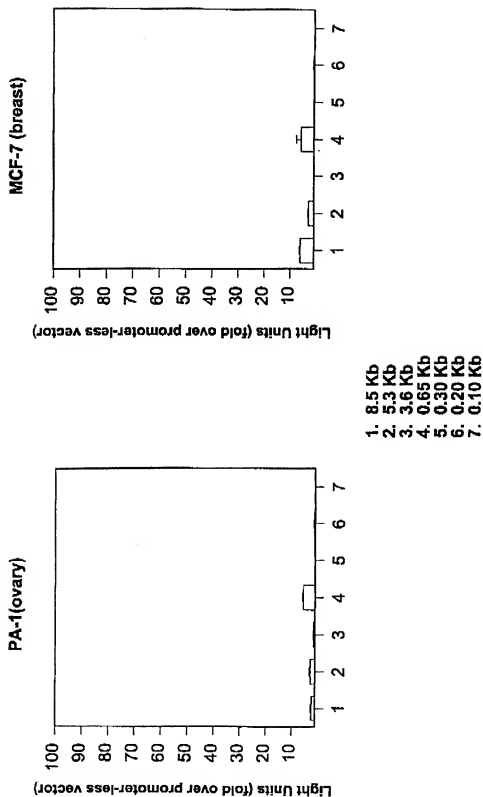 PA-1(ovary)
Light Units (fold over promoter-less vector)
100
90
80
70
60
50
40
30
20
10
1 2 3 4 5 6 7
MCF-7 (breast)
Light Units (fold over promoter-less vector)
100
90
80
70
60
50
40
30
20
10
1 2 3 4 5 6 7
1. 8.5 Kb
2. 5.3 Kb
3. 3.6 Kb
4. 0.65 Kb
5. 0.30 Kb
6. 0.20 Kb
7. 0.10 Kb